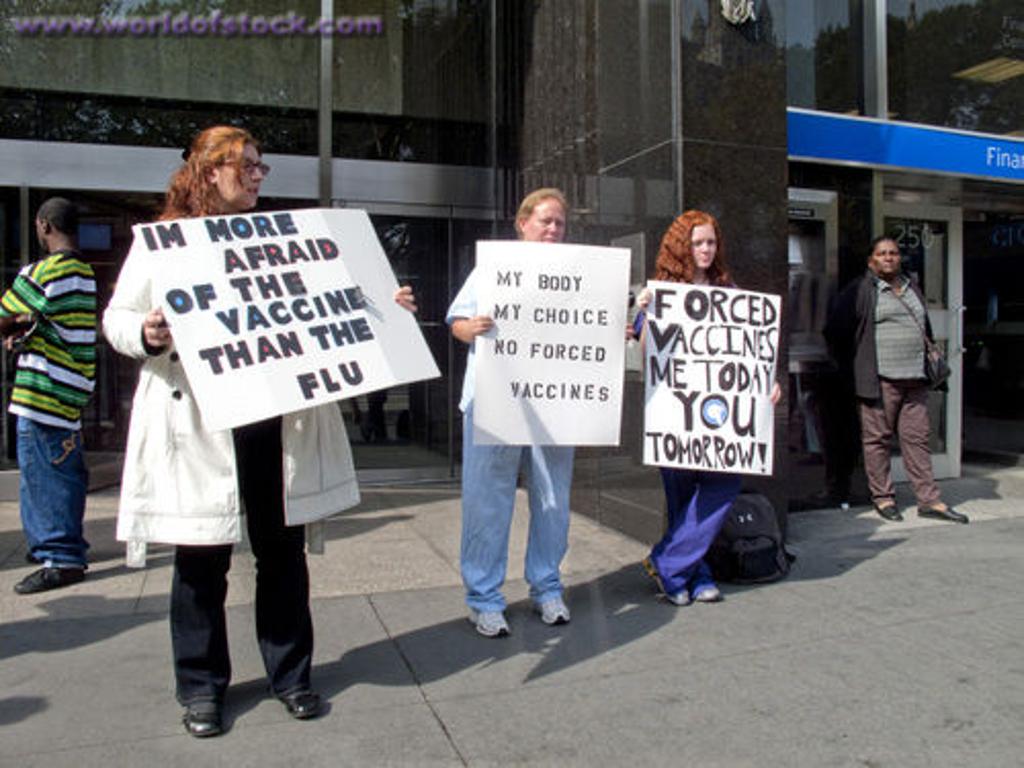 www.worldofstock.com
IM MORE
AFRAID
OF THE
VACCINE
THAN THE
FLU
MY BODY
MY CHOICE
NO FORCED
VACCINES
FORCED
VACCINES
ME TODAY
YOU
TOMORROW!
Finan
250